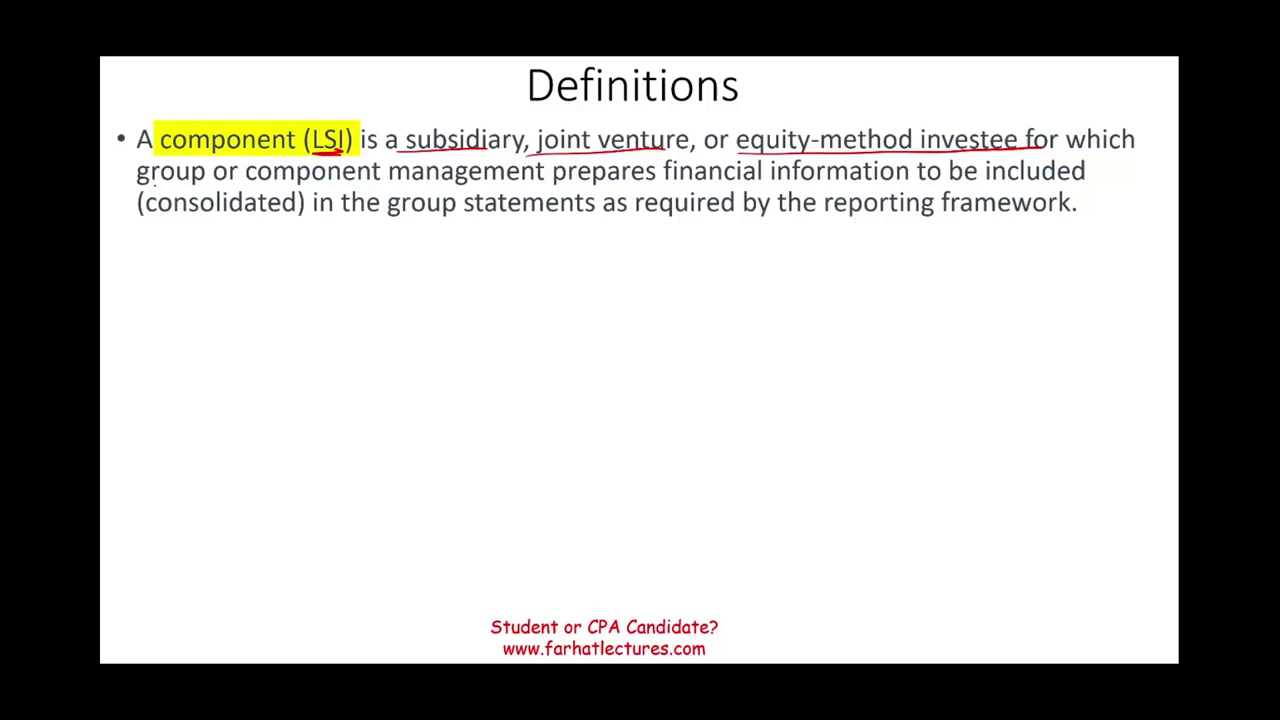 Definitions
• A component (LSI) is a subsidiary, joint venture, or equity-method investee for which
group or component management prepares financial information to be included
(consolidated) in the group statements as required by the reporting framework.
Student or CPA Candidate?
www.farhatlectures.com